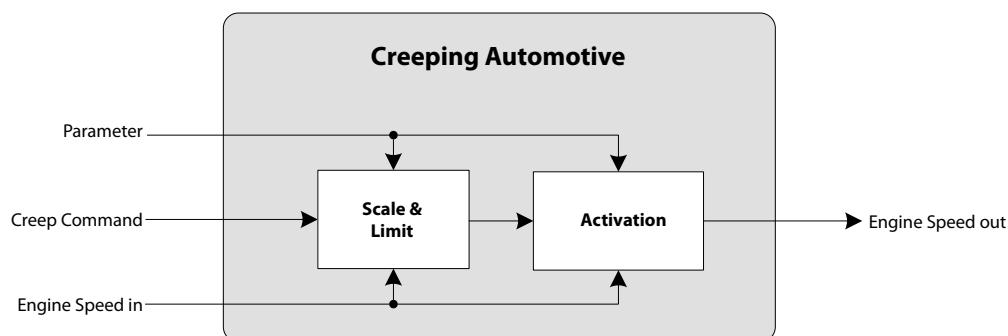 Creeping Automotive
Parameter
Creep Command
Scale &
Limit
Activation
Engine Speed out
Engine Speed in